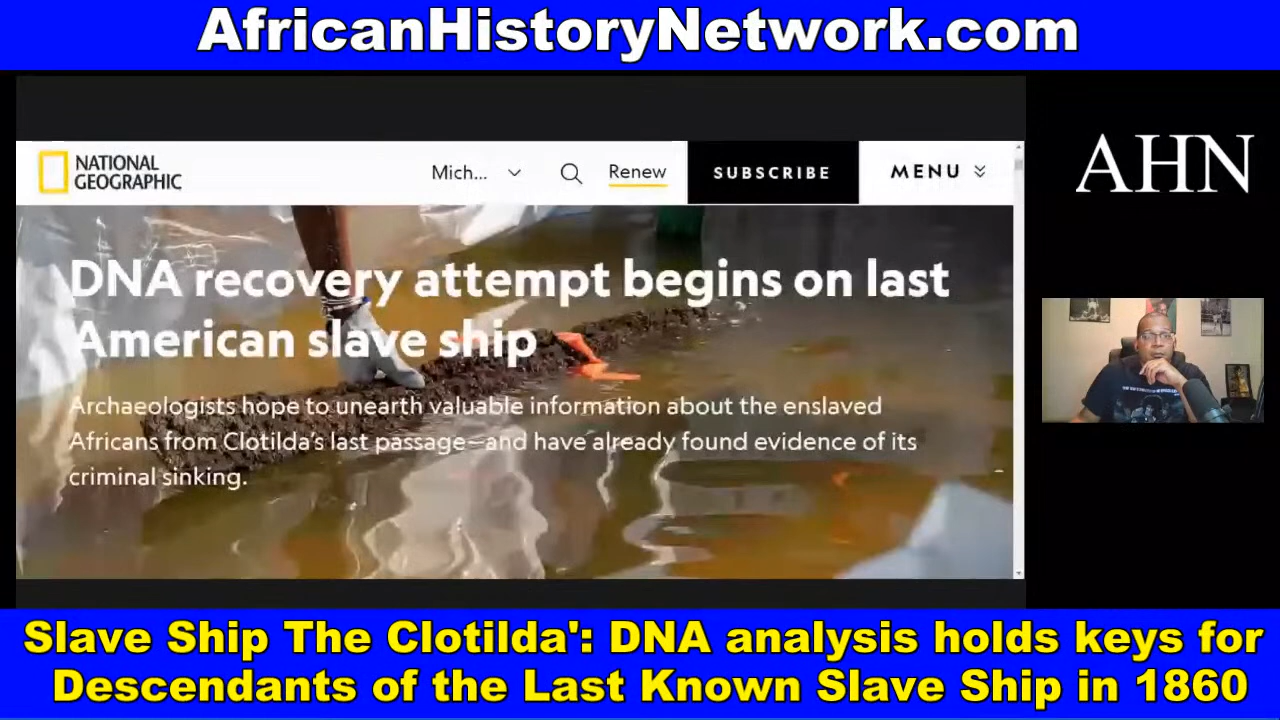 AfricanHistoryNetwork.com
NATIONAL
GEOGRAPHIC
Mich...
Renew
SUBSCRIBE
MENU
AHN
DNA recovery attempt begins on last
American slave ship
Archaeologists hope to unearth valuable information about the enslaved
Africans from Clotilda's last passage—and have already found evidence of its
criminal sinking.
Slave Ship The Clotilda': DNA analysis holds keys for
Descendants of the Last Known Slave Ship in 1860